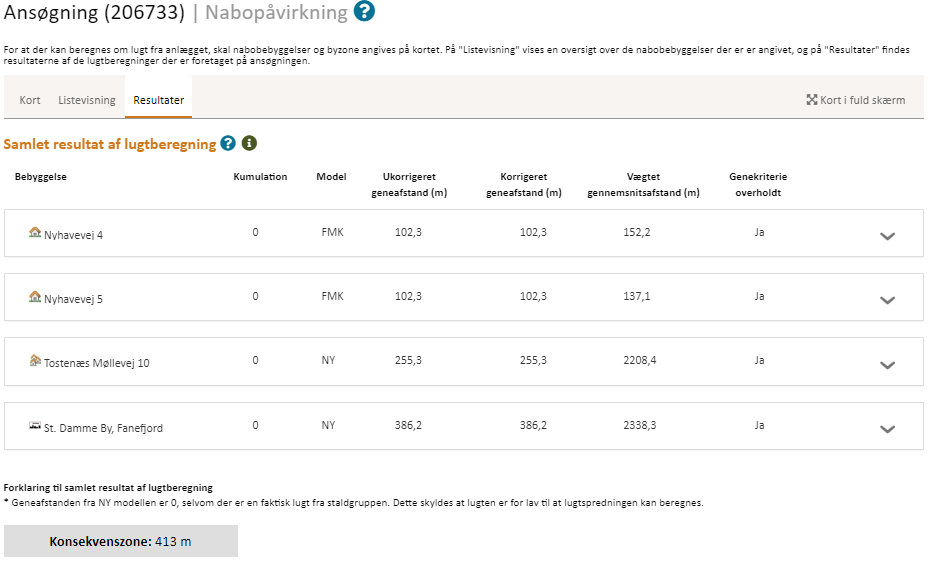 Ansøgning (206733) | Nabopåvirkning ?
For at der kan beregnes om lugt fra anlægget, skal nabobebyggelser og byzone angives på kortet. På "Listevisning" vises en oversigt over de nabobebyggelser der er er angivet, og på "Resultater" findes
resultaterne af de lugtberegninger der er foretaget på ansøgningen.
Kort Listevisning Resultater Kort i fuld skærm
Samlet resultat af lugtberegning ? i
Bebyggelse Kumulation Model Ukorrigeret geneafstand (m) Korrigeret geneafstand (m) Vægtet gennemsnitsafstand (m) Genekriterie overholdt
Nyhavevej 4 0 FMK 102,3 102,3 152,2 Ja
Nyhavevej 5 0 FMK 102,3 102,3 137,1 Ja
Tostenæs Møllevej 10 0 NY 255,3 255,3 2208,4 Ja
St. Damme By, Fanefjord 0 NY 386,2 386,2 2338,3 Ja
Forklaring til samlet resultat af lugtberegning
* Geneafstanden fra NY modellen er 0, selvom der er en faktisk lugt fra staldgruppen. Dette skyldes at lugten er for lav til at lugtspredningen kan beregnes.
Konsekvenszone: 413 m